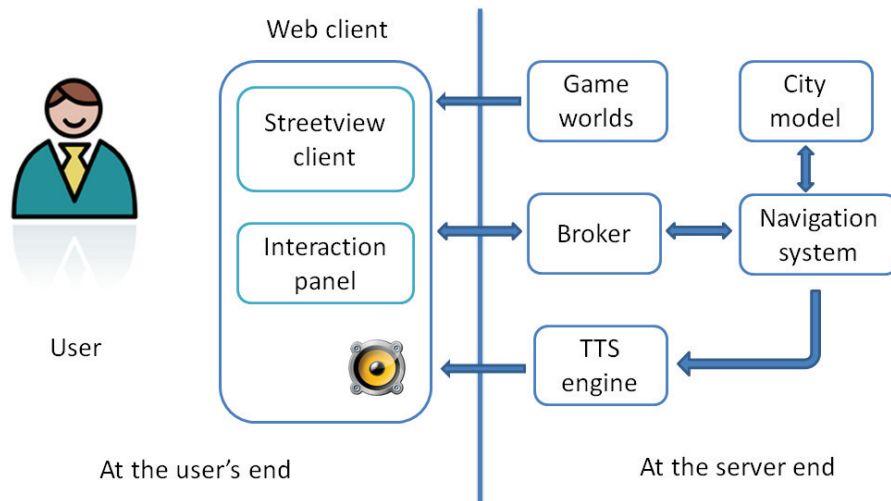 Web client
Streetview
client
Interaction
panel
User
At the user's end
Game
worlds
City
model
Broker
Navigation
system
TTS
engine
At the server end